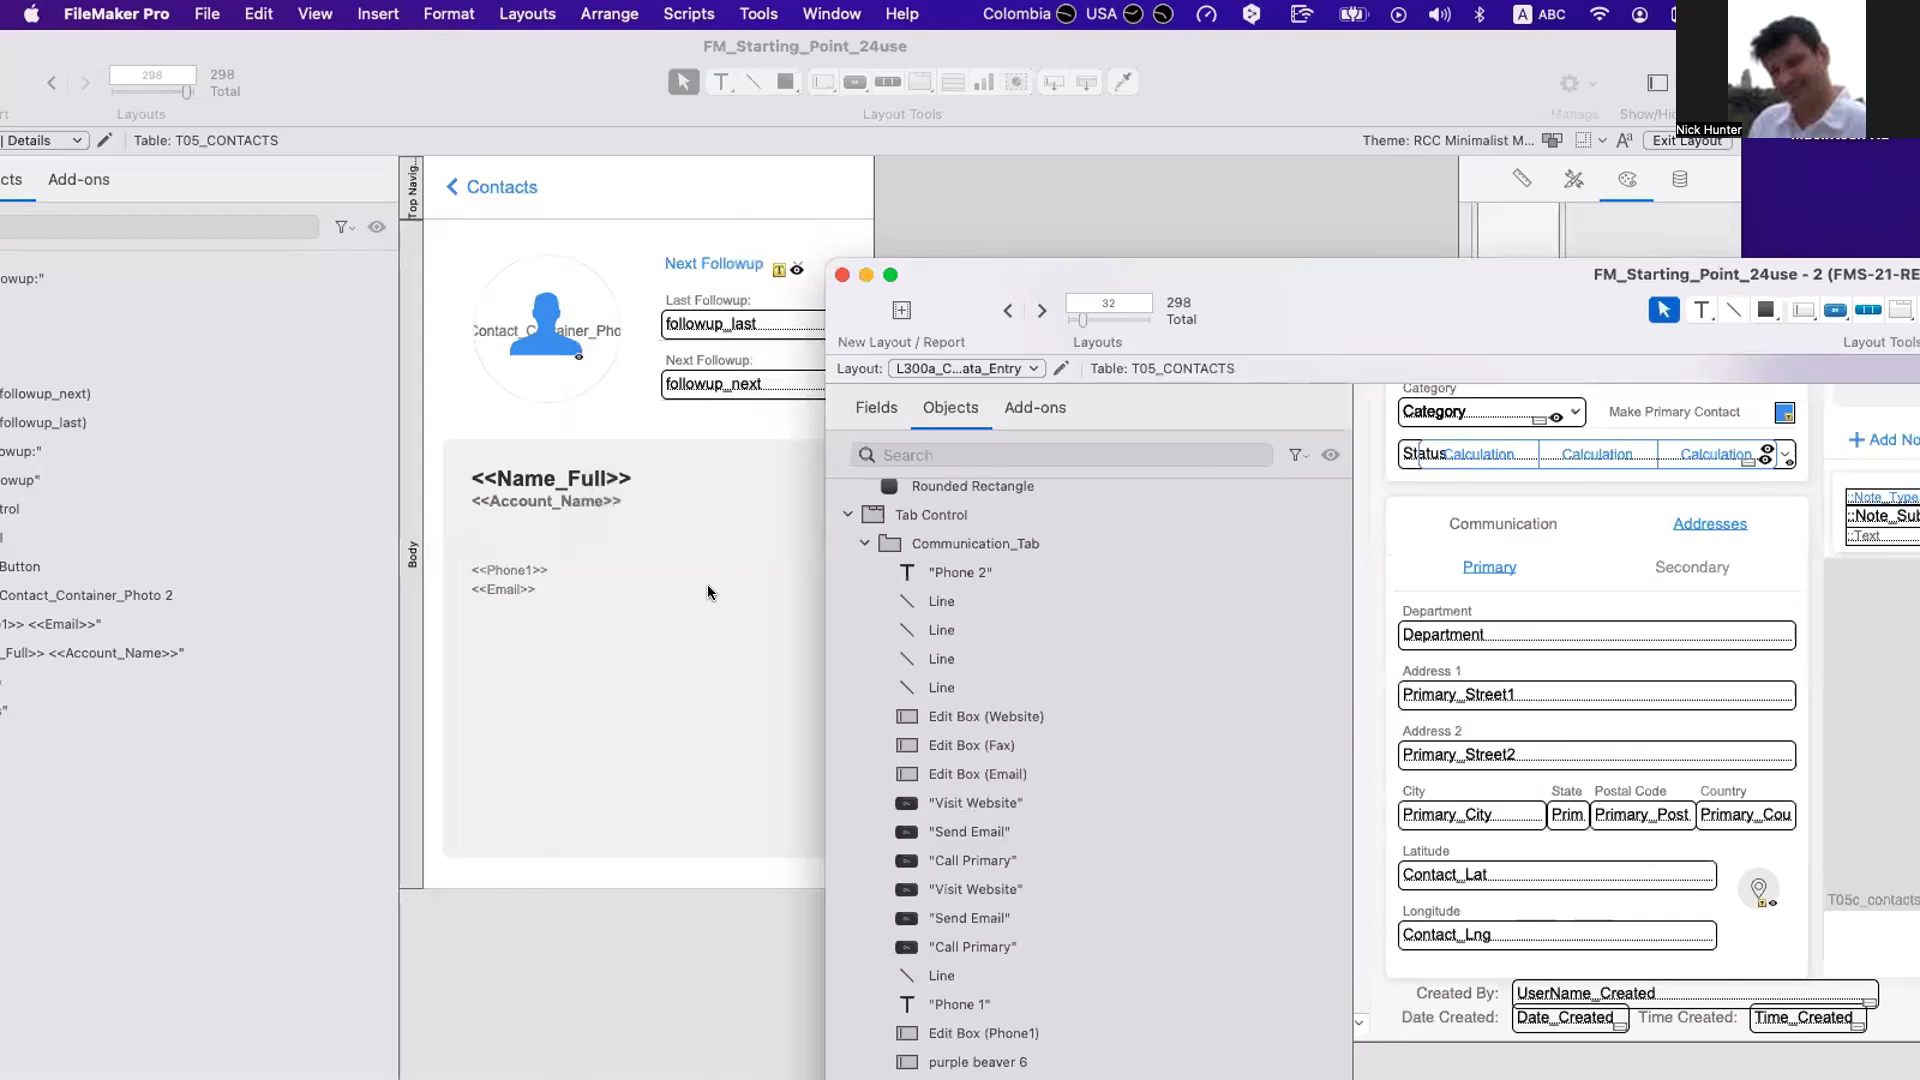 FileMaker Pro File Edit View Insert Format Layouts Arrange Scripts Tools Window Help Colombia USA A ABC
FM_Starting_Point_24use
298
298
Total
Layouts
Layout Tools
Manage
Show/Hi
Nick Hunter
| Details
Table: T05_CONTACTS
Theme: RCC Minimalist M...
Exit Layout
cts
Add-ons
Top Navig...
Contacts
ollowup:"
followup_next)
followup_last)
owup:"
lowup"
trol
l
Button
Contact_Container_Photo 2
e1>> <<Email>>"
_Full>> <<Account_Name>>"
"
Body
Contact_Container_Pho
Next Followup
Last Followup:
followup_last
Next Followup:
followup_next
<<Name_Full>>
<<Account_Name>>
<<Phone1>>
<<Email>>
FM_Starting_Point_24use - 2 (FMS-21-RE
32
298
Total
New Layout / Report
Layouts
Layout Tools
Layout:
L300a_C...ata_Entry
Table: T05_CONTACTS
Fields
Objects
Add-ons
Search
Rounded Rectangle
Tab Control
Communication_Tab
"Phone 2"
Line
Line
Line
Line
Edit Box (Website)
Edit Box (Fax)
Edit Box (Email)
"Visit Website"
"Send Email"
"Call Primary"
"Visit Website"
"Send Email"
"Call Primary"
Line
"Phone 1"
Edit Box (Phone1)
purple beaver 6
Category
Category
Make Primary Contact
Status
Calculation
Calculation
Calculation
Communication
Addresses
Primary
Secondary
Department
Department
Address 1
Primary_Street1
Address 2
Primary_Street2
City
State
Postal Code
Country
Primary_City
Prim
Primary_Post
Primary_Cou
Latitude
Contact_Lat
Longitude
Contact_Lng
Created By:
UserName_Created
Date Created:
Date_Created
Time Created:
Time_Created
+ Add No
::Note_Type
::Note_Sub
::Text
T05c_contacts